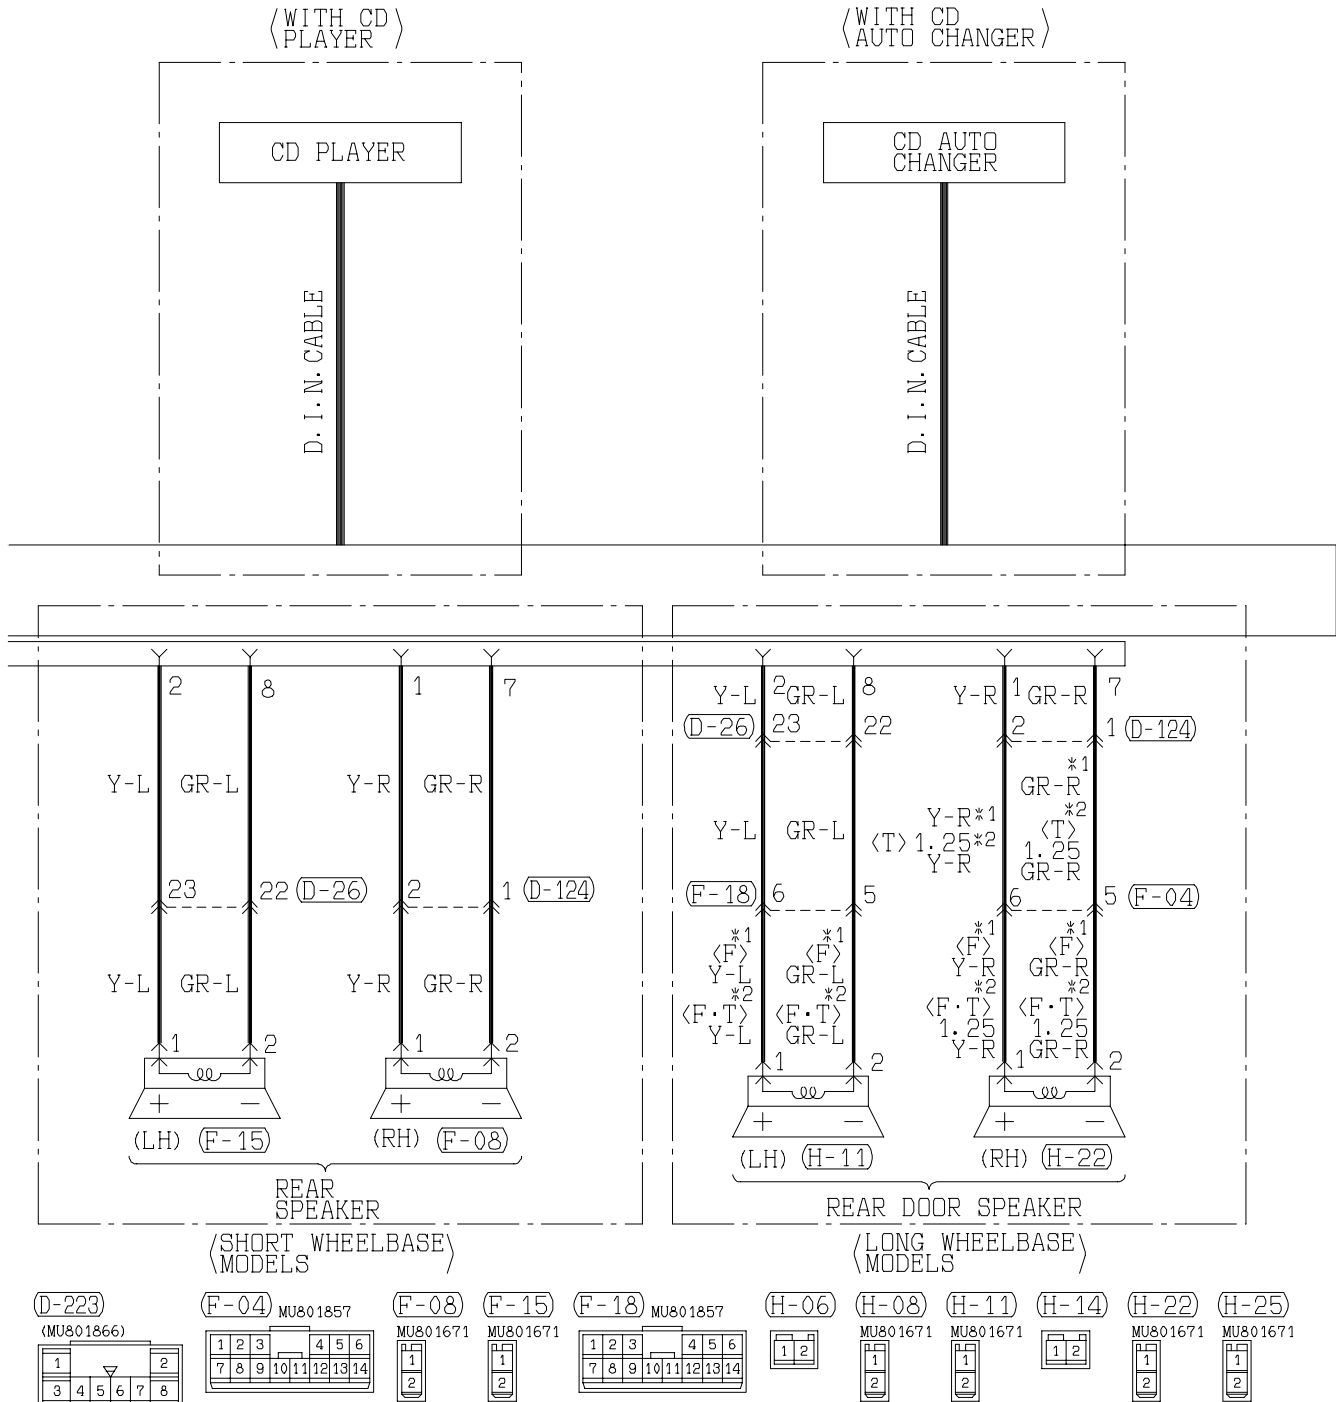 〈WITH CD
PLAYER〉
〈WITH CD
AUTO CHANGER〉
CD PLAYER
CD AUTO
CHANGER
D.I.N.CABLE
D.I.N.CABLE
2 8 1 7
Y-L 2 GR-L 8 Y-R 1 GR-R 7
(D-26) 23 22 2 1 (D-124)
Y-L GR-L Y-R GR-R
*1
GR-R
*2
〈T〉
1.25
GR-R
Y-R*1
〈T〉1.25*2
Y-R
Y-L GR-L
23 22 (D-26) 2 1 (D-124)
(F-18) 6 5 6 5 (F-04)
Y-L GR-L Y-R GR-R
*1
〈F〉
Y-L
*2
〈F·T〉
Y-L
*1
〈F〉
GR-L
*2
〈F·T〉
GR-L
*1
〈F〉
Y-R
*2
〈F·T〉
1.25
Y-R
*1
〈F〉
GR-R
*2
〈F·T〉
1.25
GR-R
1 2 1 2
1 2 1 2
+ − + −
+ − + −
(LH) (F-15) (RH) (F-08)
(LH) (H-11) (RH) (H-22)
REAR
SPEAKER
REAR DOOR SPEAKER
〈SHORT WHEELBASE
MODELS〉
〈LONG WHEELBASE
MODELS〉
(D-223)
(MU801866)
1 2
3 4 5 6 7 8
(F-04) MU801857
1 2 3 4 5 6
7 8 9 10 11 12 13 14
(F-08)
MU801671
1
2
(F-15)
MU801671
1
2
(F-18) MU801857
1 2 3 4 5 6
7 8 9 10 11 12 13 14
(H-06)
1 2
(H-08)
MU801671
1
2
(H-11)
MU801671
1
2
(H-14)
1 2
(H-22)
MU801671
1
2
(H-25)
MU801671
1
2